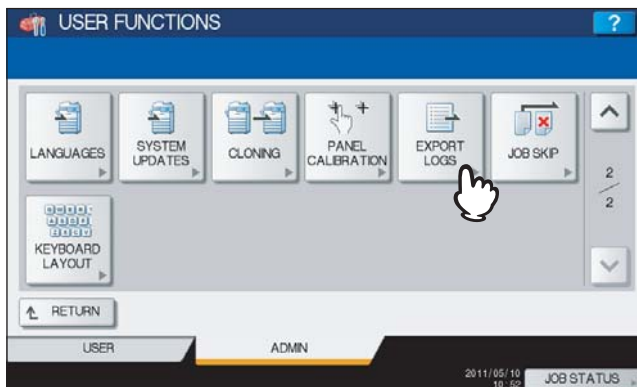 USER FUNCTIONS
?
LANGUAGES
SYSTEM
UPDATES
CLONING
PANEL
CALIBRATION
EXPORT
LOGS
JOB SKIP
2
2
KEYBOARD
LAYOUT
RETURN
USER
ADMIN
2011/05/10
10:52
JOB STATUS